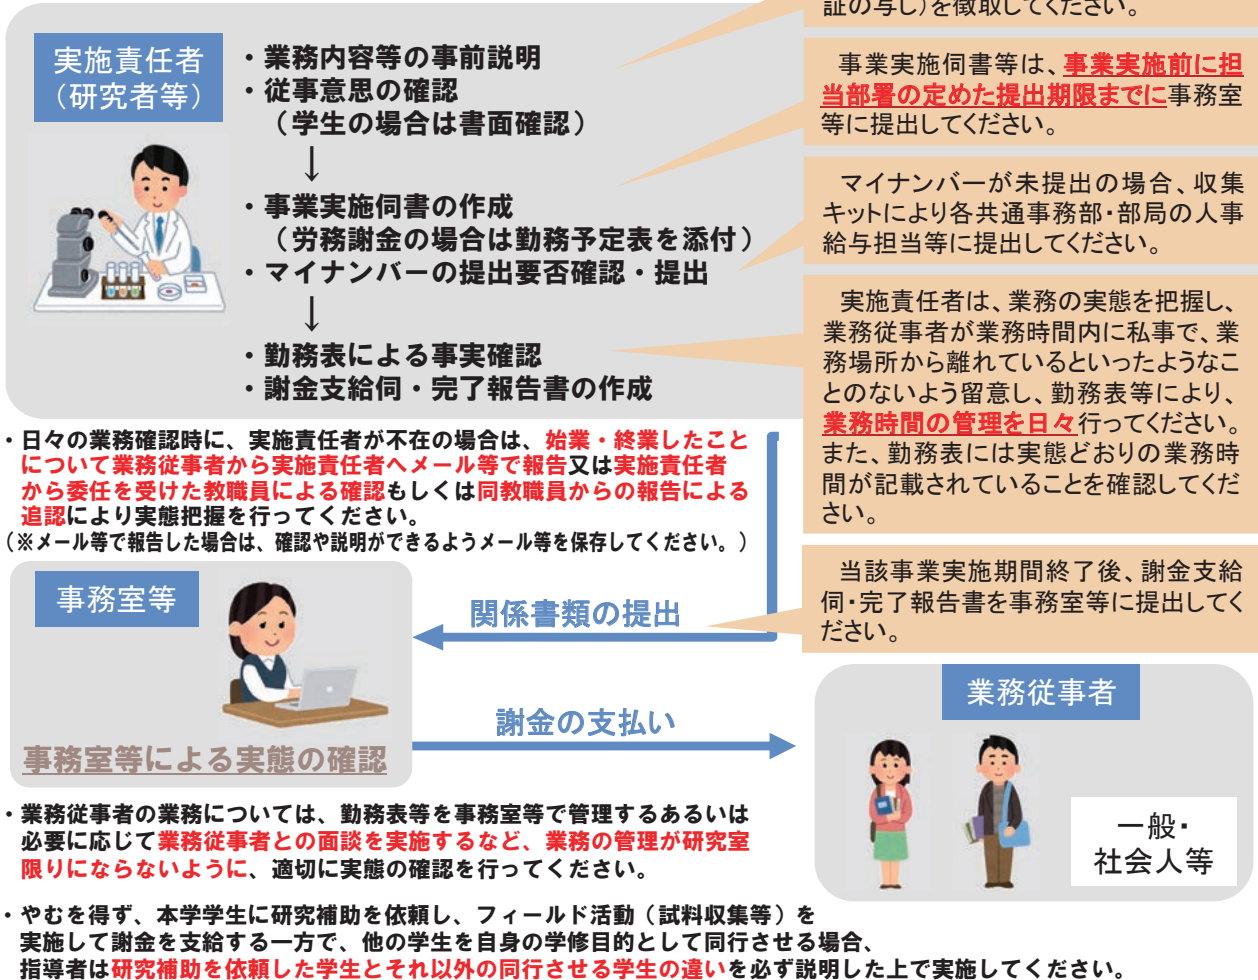 証の写し)を徴取してください。
実施責任者
(研究者等)
・業務内容等の事前説明
・従事意思の確認
(学生の場合は書面確認)
↓
・事業実施伺書の作成
(労務謝金の場合は勤務予定表を添付)
・マイナンバーの提出要否確認・提出
↓
・勤務表による事実確認
・謝金支給伺・完了報告書の作成
事業実施伺書等は、事業実施前に担
当部署の定めた提出期限までに事務室
等に提出してください。
マイナンバーが未提出の場合、収集
キットにより各共通事務部・部局の人事
給与担当等に提出してください。
実施責任者は、業務の実態を把握し、
業務従事者が業務時間内に私事で、業
務場所から離れているといったようなこ
とのないよう留意し、勤務表等により、
業務時間の管理を日々行ってください。
また、勤務表には実態どおりの業務時
間が記載されていることを確認してくだ
さい。
・日々の業務確認時に、実施責任者が不在の場合は、始業・終業したこと
について業務従事者から実施責任者へメール等で報告又は実施責任者
から委任を受けた教職員による確認もしくは同教職員からの報告による
追認により実態把握を行ってください。
(※メール等で報告した場合は、確認や説明ができるようメール等を保存してください。)
当該事業実施期間終了後、謝金支給
伺・完了報告書を事務室等に提出してく
ださい。
事務室等
関係書類の提出
謝金の支払い
事務室等による実態の確認
業務従事者
一般・
社会人等
・業務従事者の業務については、勤務表等を事務室等で管理するあるいは
必要に応じて業務従事者との面談を実施するなど、業務の管理が研究室
限りにならないように、適切に実態の確認を行ってください。
・やむを得ず、本学学生に研究補助を依頼し、フィールド活動(試料収集等)を
実施して謝金を支給する一方で、他の学生を自身の学修目的として同行させる場合、
指導者は研究補助を依頼した学生とそれ以外の同行させる学生の違いを必ず説明した上で実施してください。